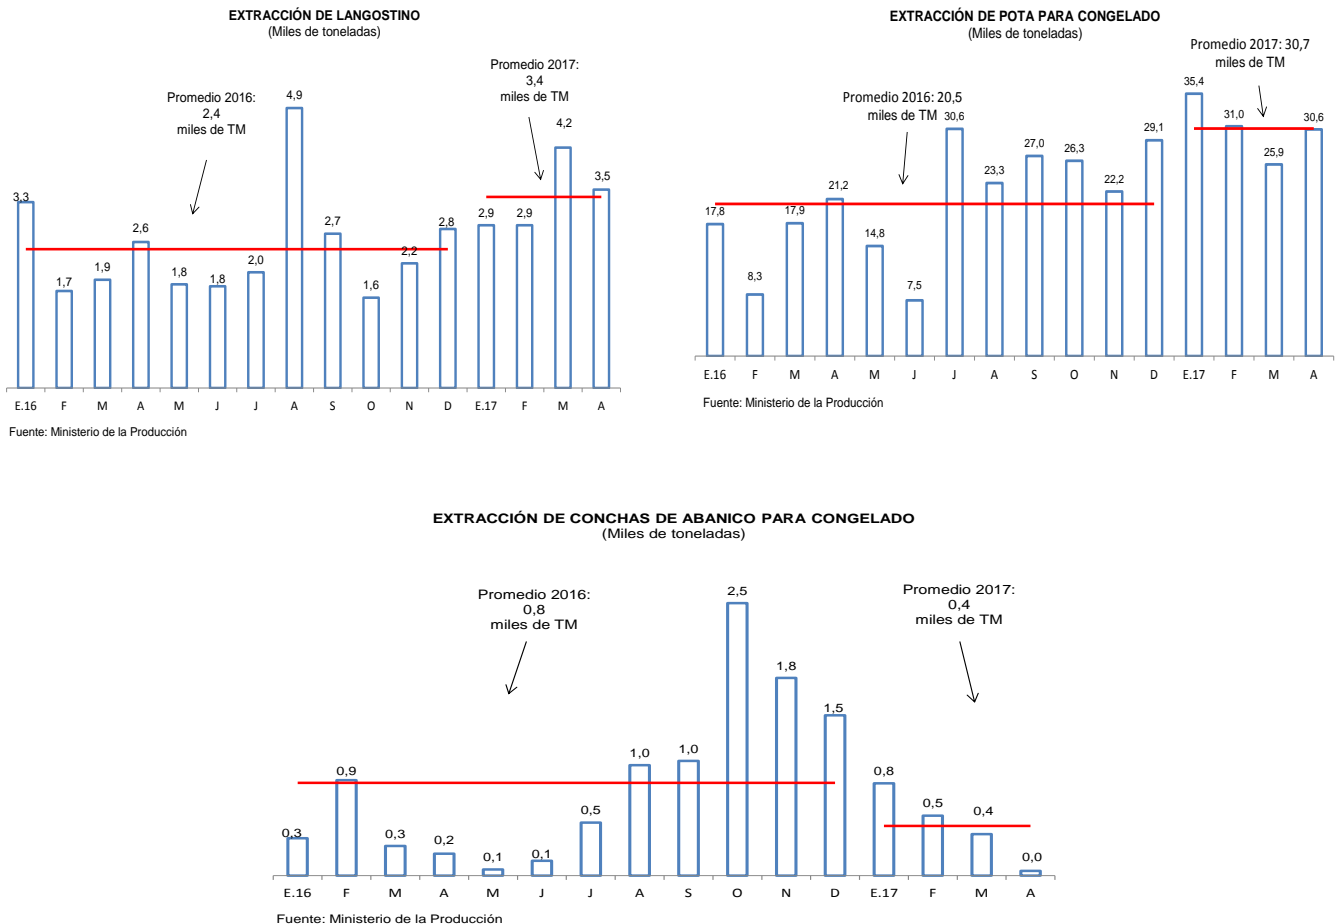 EXTRACCIÓN DE LANGOSTINO
(Miles de toneladas)
Promedio 2016:
2,4
miles de TM
Promedio 2017:
3,4
miles de TM
3,3
1,7
1,9
2,6
1,8
1,8
2,0
4,9
2,7
1,6
2,2
2,8
2,9
2,9
4,2
3,5
E.16 F M A M J J A S O N D E.17 F M A
Fuente: Ministerio de la Producción
EXTRACCIÓN DE POTA PARA CONGELADO
(Miles de toneladas)
Promedio 2016: 20,5
miles de TM
Promedio 2017: 30,7
miles de TM
17,8
8,3
17,9
21,2
14,8
7,5
30,6
23,3
27,0
26,3
22,2
29,1
35,4
31,0
25,9
30,6
E.16 F M A M J J A S O N D E.17 F M A
Fuente: Ministerio de la Producción
EXTRACCIÓN DE CONCHAS DE ABANICO PARA CONGELADO
(Miles de toneladas)
Promedio 2016:
0,8
miles de TM
Promedio 2017:
0,4
miles de TM
0,3
0,9
0,3
0,2
0,1
0,1
0,5
1,0
1,0
2,5
1,8
1,5
0,8
0,5
0,4
0,0
E.16 F M A M J J A S O N D E.17 F M A
Fuente: Ministerio de la Producción